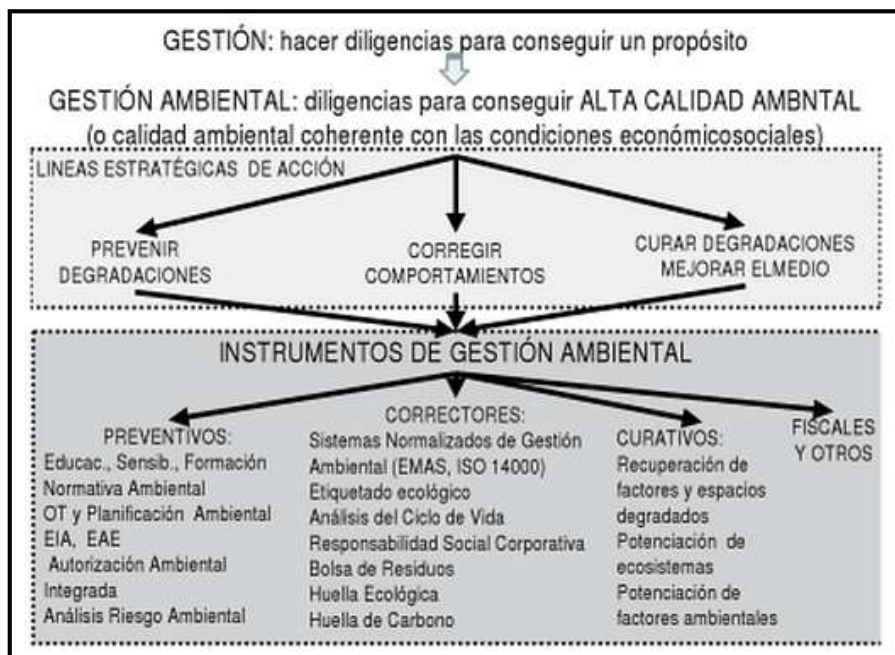 GESTIÓN: hacer diligencias para conseguir un propósito
GESTIÓN AMBIENTAL: diligencias para conseguir ALTA CALIDAD AMBNTAL
(o calidad ambiental coherente con las condiciones económicosociales)
LINEAS ESTRATÉGICAS DE ACCIÓN
PREVENIR
DEGRADACIONES
CORREGIR
COMPORTAMIENTOS
CURAR DEGRADACIONES
MEJORAR ELMEDIO
INSTRUMENTOS DE GESTIÓN AMBIENTAL
PREVENTIVOS:
Educac., Sensib., Formación
Normativa Ambiental
OT y Planificación Ambiental
EIA, EAE
Autorización Ambiental
Integrada
Análisis Riesgo Ambiental
CORRECTORES:
Sistemas Normalizados de Gestión
Ambiental (EMAS, ISO 14000)
Etiquetado ecológico
Análisis del Ciclo de Vida
Responsabilidad Social Corporativa
Bolsa de Residuos
Huella Ecológica
Huella de Carbono
CURATIVOS:
Recuperación de
factores y espacios
degradados
Potenciación de
ecosistemas
Potenciación de
factores ambientales
FISCALES
Y OTROS